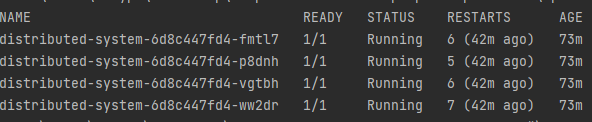 NAME READY STATUS RESTARTS AGE
distributed-system-6d8c447fd4-fmtl7 1/1 Running 6 (42m ago) 73m
distributed-system-6d8c447fd4-p8dnh 1/1 Running 5 (42m ago) 73m
distributed-system-6d8c447fd4-vgtbh 1/1 Running 6 (42m ago) 73m
distributed-system-6d8c447fd4-ww2dr 1/1 Running 7 (42m ago) 73m